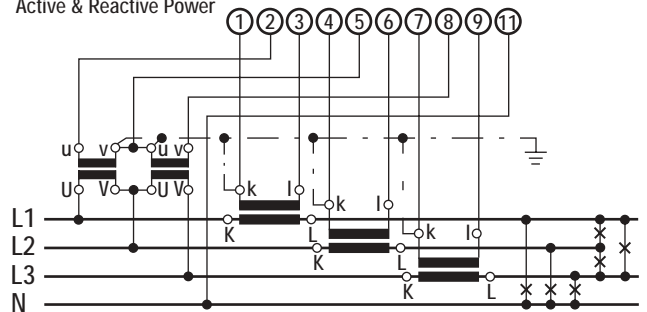 Active & Reactive Power
1 2 3 4 5 6 7 8 9 11
u v u v
k l
U V U V
k l
L1
K L
k l
L2
K L
L3
K L
N